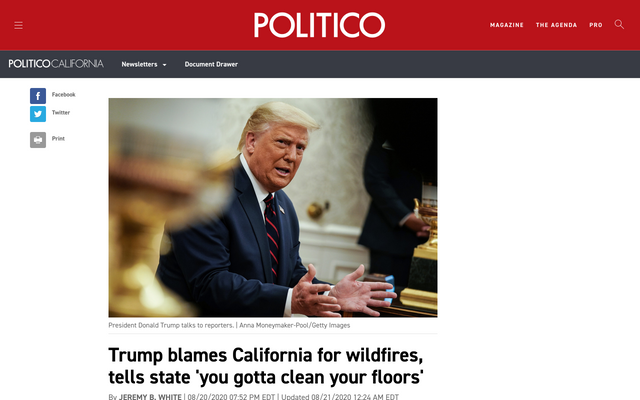 POLITICO
MAGAZINE THE AGENDA PRO
POLITICO CALIFORNIA Newsletters Document Drawer
Facebook
Twitter
Print
President Donald Trump talks to reporters. | Anna Moneymaker-Pool/Getty Images
Trump blames California for wildfires,
tells state 'you gotta clean your floors'
By JEREMY B. WHITE | 08/20/2020 07:52 PM EDT | Updated 08/21/2020 12:24 AM EDT